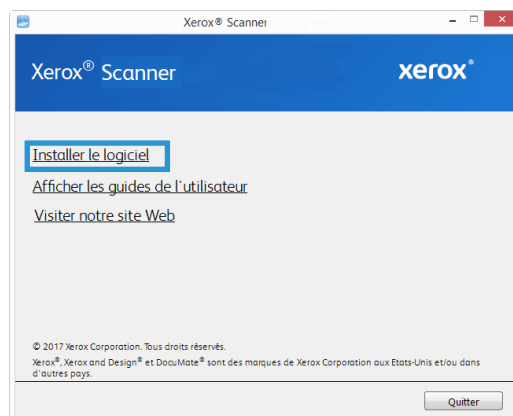 Xerox® Scanner
Xerox® Scanner
xerox®
Installer le logiciel
Afficher les guides de l'utilisateur
Visiter notre site Web
© 2017 Xerox Corporation. Tous droits réservés.
Xerox®, Xerox and Design® et DocuMate® sont des marques de Xerox Corporation aux Etats-Unis et/ou dans
d'autres pays.
Quitter